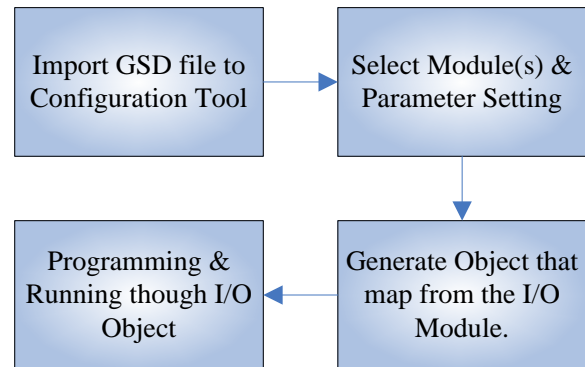 Import GSD file to
Configuration Tool
Select Module(s) &
Parameter Setting
Generate Object that
map from the I/O
Module.
Programming &
Running though I/O
Object